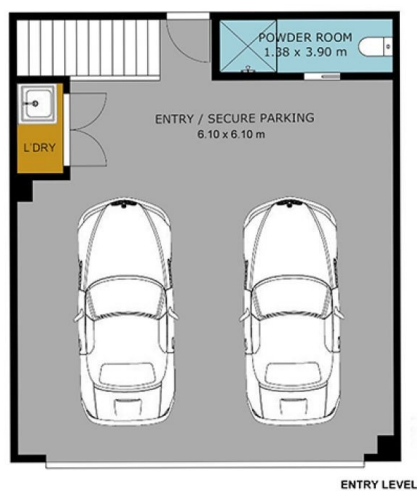 POWDER ROOM
1.38 x 3.90 m
ENTRY / SECURE PARKING
6.10 x 6.10 m
L'DRY
ENTRY LEVEL